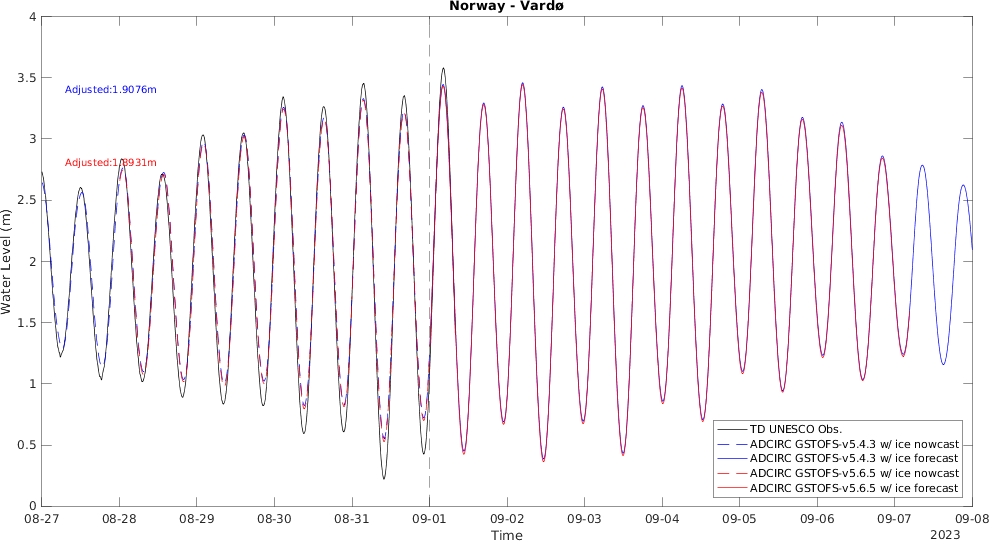 Norway - Vardø
4
3.5
3
2.5
2
1.5
1
0.5
0
Water Level (m)
Adjusted:1.9076m
Adjusted:1.8931m
TD UNESCO Obs.
ADCIRC GSTOFS-v5.4.3 w/ ice nowcast
ADCIRC GSTOFS-v5.4.3 w/ ice forecast
ADCIRC GSTOFS-v5.6.5 w/ ice nowcast
ADCIRC GSTOFS-v5.6.5 w/ ice forecast
08-27 08-28 08-29 08-30 08-31 09-01 09-02 09-03 09-04 09-05 09-06 09-07 09-08
Time
2023